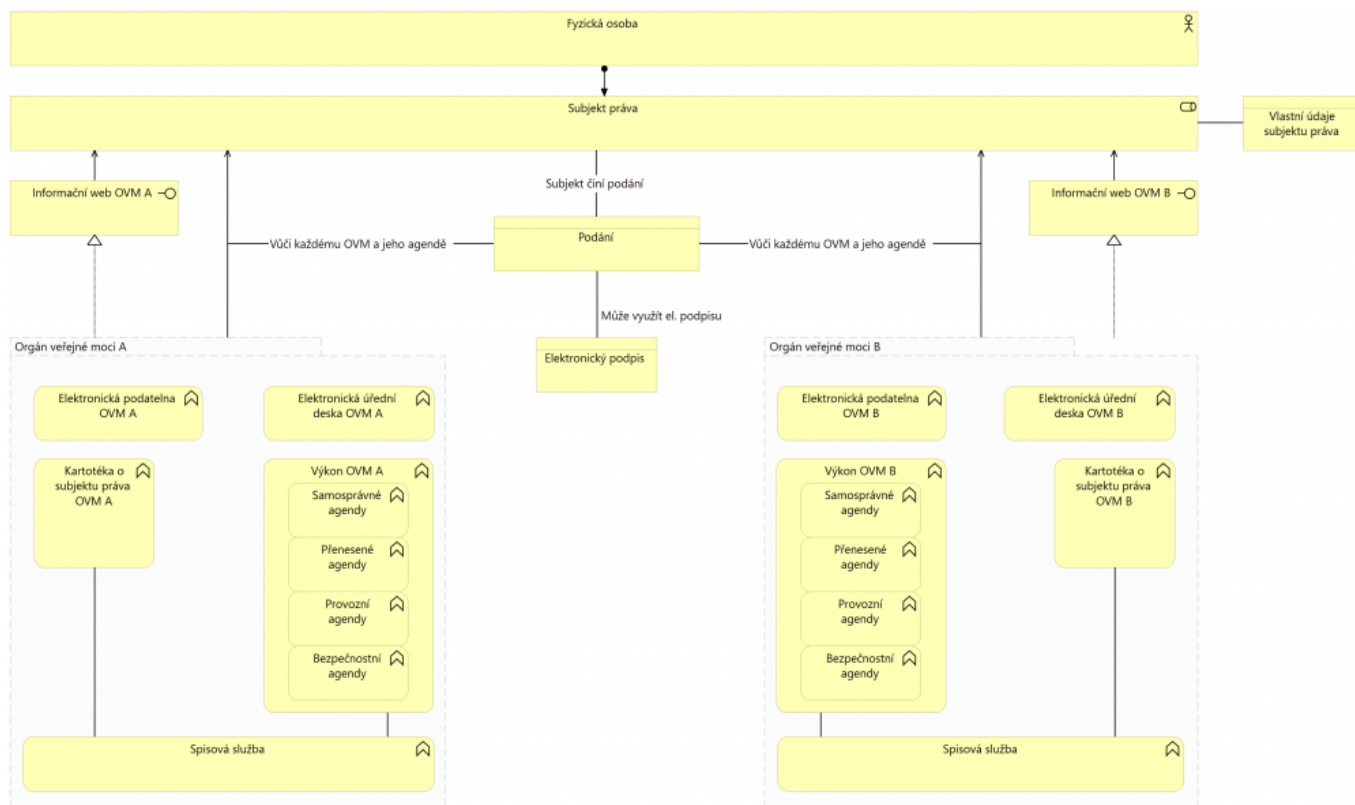 Fyzická osoba
Subjekt práva
Vlastní údaje
subjektu práva
Informační web OVM A
Subjekt činí podání
Informační web OVM B
Podání
Vůči každému OVM a jeho agendě
Vůči každému OVM a jeho agendě
Může využít el. podpisu
Elektronický podpis
Orgán veřejné moci A
Elektronická podatelna
OVM A
Elektronická úřední
deska OVM A
Kartotéka o
subjektu práva
OVM A
Výkon OVM A
Samosprávné
agendy
Přenesené
agendy
Provozní
agendy
Bezpečnostní
agendy
Spisová služba
Orgán veřejné moci B
Elektronická podatelna
OVM B
Elektronická úřední
deska OVM B
Výkon OVM B
Samosprávné
agendy
Přenesené
agendy
Provozní
agendy
Bezpečnostní
agendy
Kartotéka o
subjektu práva
OVM B
Spisová služba